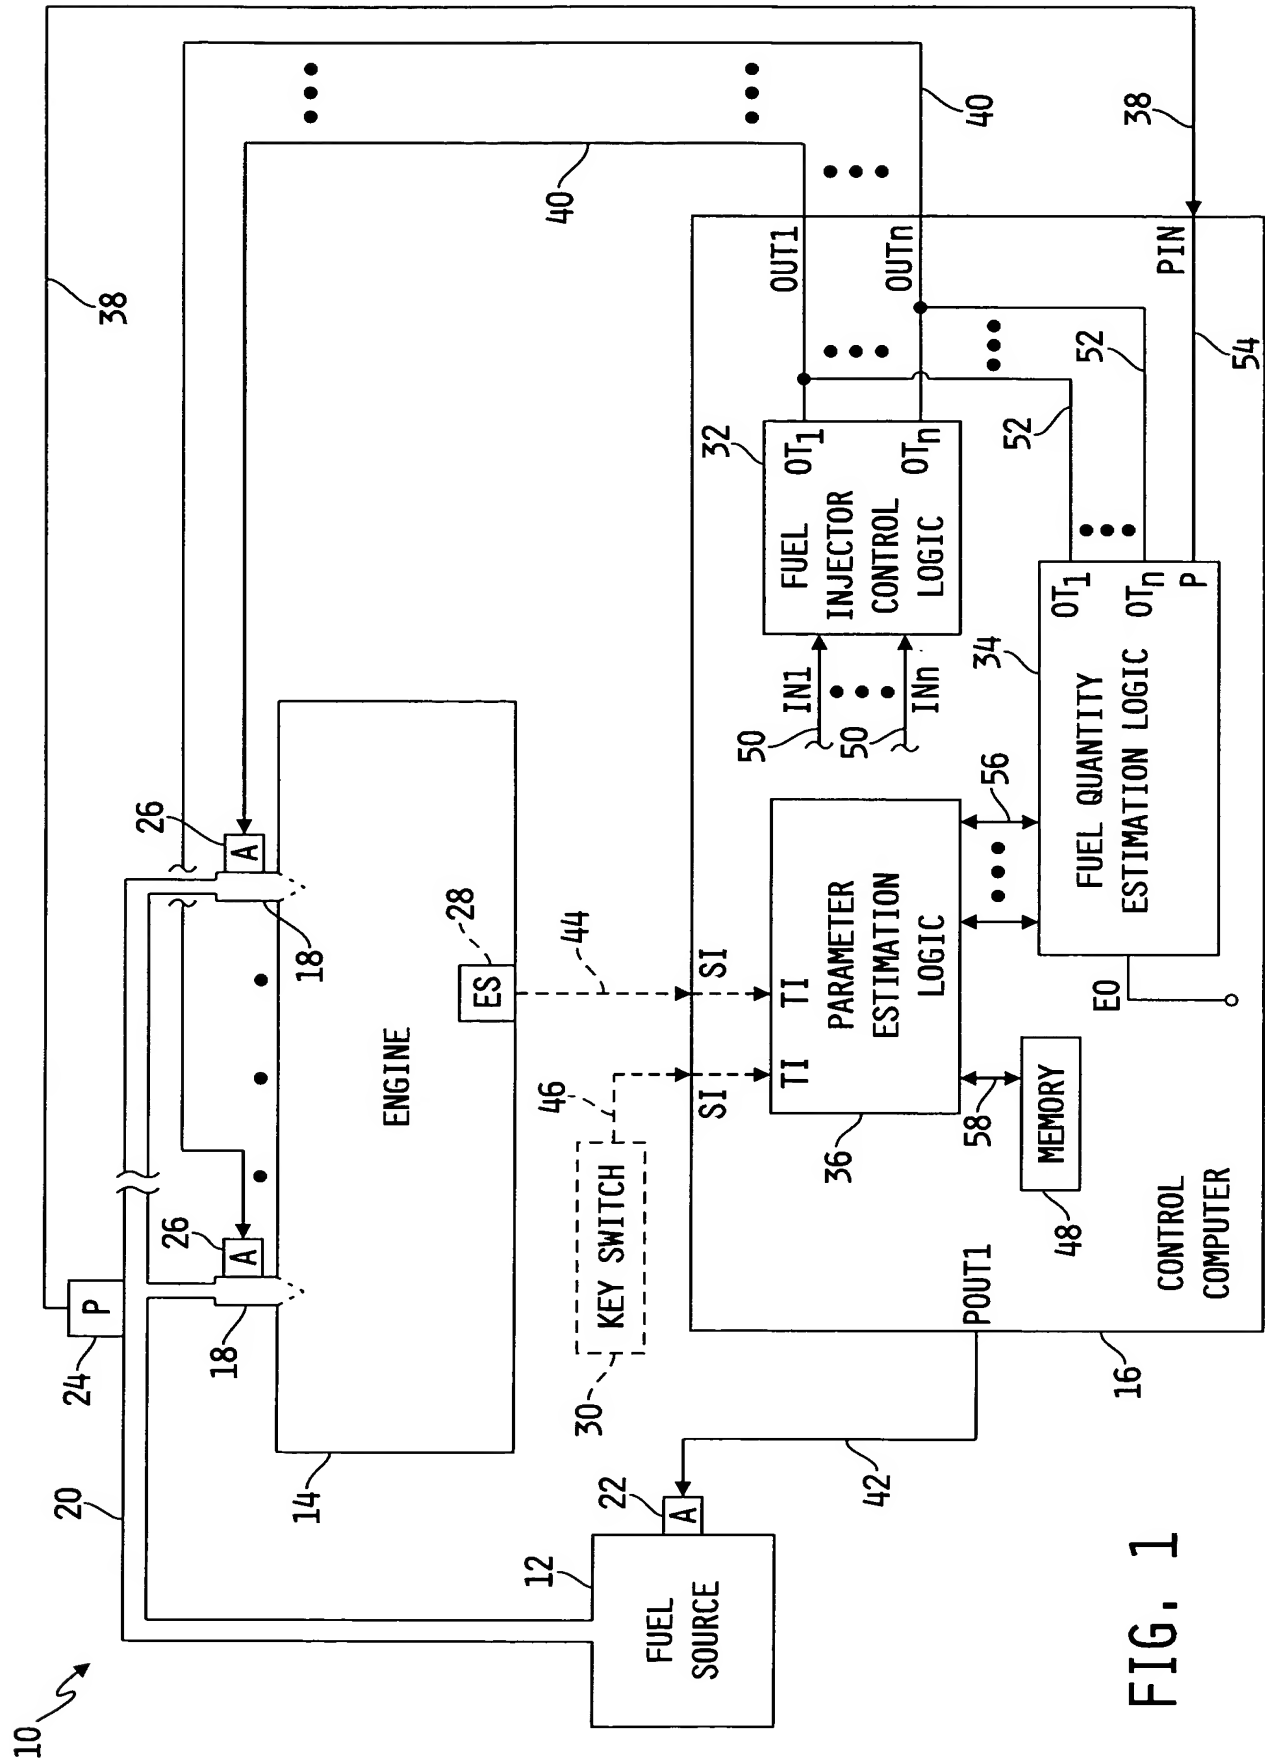 10
20
24
P
38
18
26
A
18
26
A
40
40
38
14
ENGINE
ES
28
44
12
FUEL
SOURCE
22
A
42
30
KEY SWITCH
46
SI
SI
TI
TI
36
PARAMETER
ESTIMATION
LOGIC
50
IN1
50
INn
32
FUEL
INJECTOR
CONTROL
LOGIC
OT1
OTn
OUT1
OUTn
PIN
POUT1
16
CONTROL
COMPUTER
48
MEMORY
58
EO
56
34
FUEL QUANTITY
ESTIMATION LOGIC
OT1
OTn
P
52
52
54
FIG. 1